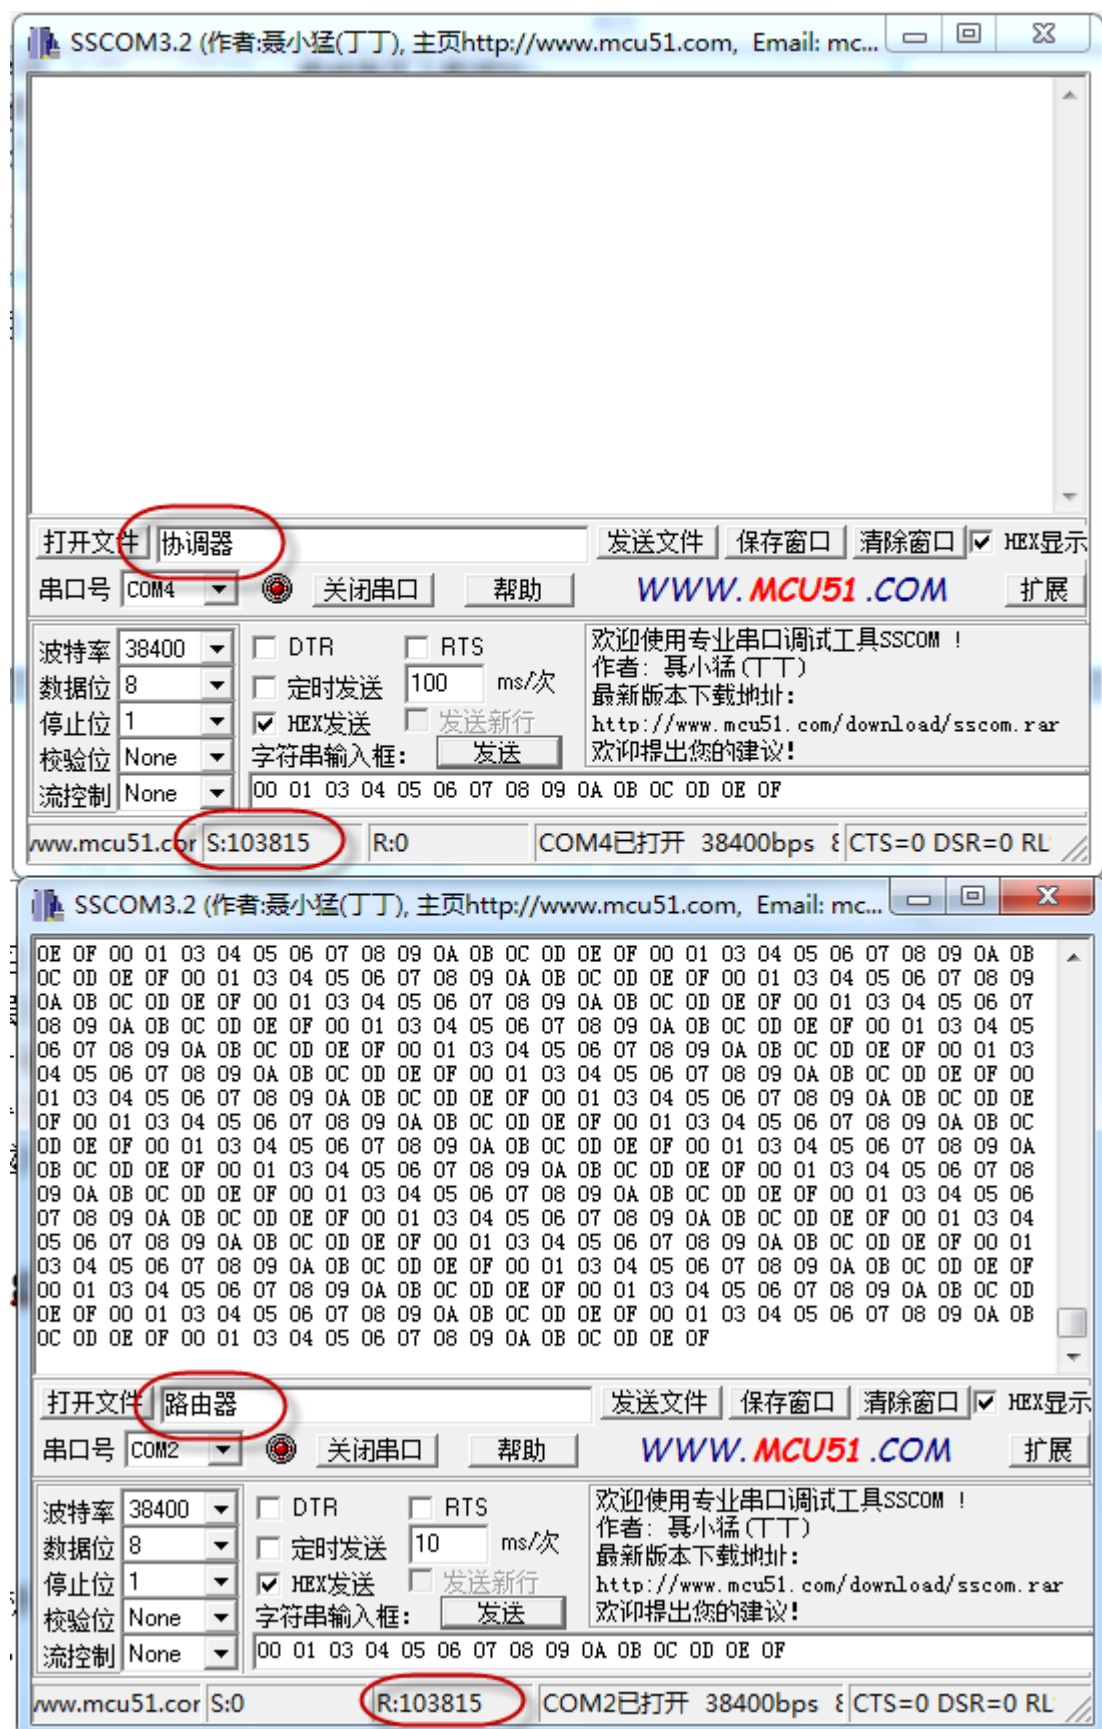 SSCOM3.2 (作者:聂小猛(丁丁), 主页http://www.mcu51.com, Email: mc...
打开文件 协调器 发送文件 保存窗口 清除窗口 HEX显示
串口号 COM4 关闭串口 帮助 WWW.MCU51.COM 扩展
波特率 38400 DTR RTS 欢迎使用专业串口调试工具SSCOM !
作者: 聂小猛(丁丁)
数据位 8 定时发送 100 ms/次 最新版本下载地址:
停止位 1 HEX发送 发送新行 http://www.mcu51.com/download/sscom.rar
校验位 None 字符串输入框: 发送 欢迎提出您的建议!
流控制 None 00 01 03 04 05 06 07 08 09 0A 0B 0C 0D 0E 0F
www.mcu51.cor S:103815 R:0 COM4已打开 38400bps 8 CTS=0 DSR=0 RL
SSCOM3.2 (作者:聂小猛(丁丁), 主页http://www.mcu51.com, Email: mc...
0E 0F 00 01 03 04 05 06 07 08 09 0A 0B 0C 0D 0E 0F 00 01 03 04 05 06 07 08 09 0A 0B
0C 0D 0E 0F 00 01 03 04 05 06 07 08 09 0A 0B 0C 0D 0E 0F 00 01 03 04 05 06 07 08 09
0A 0B 0C 0D 0E 0F 00 01 03 04 05 06 07 08 09 0A 0B 0C 0D 0E 0F 00 01 03 04 05 06 07
08 09 0A 0B 0C 0D 0E 0F 00 01 03 04 05 06 07 08 09 0A 0B 0C 0D 0E 0F 00 01 03 04 05
06 07 08 09 0A 0B 0C 0D 0E 0F 00 01 03 04 05 06 07 08 09 0A 0B 0C 0D 0E 0F 00 01 03
04 05 06 07 08 09 0A 0B 0C 0D 0E 0F 00 01 03 04 05 06 07 08 09 0A 0B 0C 0D 0E 0F 00
01 03 04 05 06 07 08 09 0A 0B 0C 0D 0E 0F 00 01 03 04 05 06 07 08 09 0A 0B 0C 0D 0E
0F 00 01 03 04 05 06 07 08 09 0A 0B 0C 0D 0E 0F 00 01 03 04 05 06 07 08 09 0A 0B 0C
0D 0E 0F 00 01 03 04 05 06 07 08 09 0A 0B 0C 0D 0E 0F 00 01 03 04 05 06 07 08 09 0A
0B 0C 0D 0E 0F 00 01 03 04 05 06 07 08 09 0A 0B 0C 0D 0E 0F 00 01 03 04 05 06 07 08
09 0A 0B 0C 0D 0E 0F 00 01 03 04 05 06 07 08 09 0A 0B 0C 0D 0E 0F 00 01 03 04 05 06
07 08 09 0A 0B 0C 0D 0E 0F 00 01 03 04 05 06 07 08 09 0A 0B 0C 0D 0E 0F 00 01 03 04
05 06 07 08 09 0A 0B 0C 0D 0E 0F 00 01 03 04 05 06 07 08 09 0A 0B 0C 0D 0E 0F 00 01
03 04 05 06 07 08 09 0A 0B 0C 0D 0E 0F 00 01 03 04 05 06 07 08 09 0A 0B 0C 0D 0E 0F
00 01 03 04 05 06 07 08 09 0A 0B 0C 0D 0E 0F 00 01 03 04 05 06 07 08 09 0A 0B 0C 0D
0E 0F 00 01 03 04 05 06 07 08 09 0A 0B 0C 0D 0E 0F 00 01 03 04 05 06 07 08 09 0A 0B
0C 0D 0E 0F 00 01 03 04 05 06 07 08 09 0A 0B 0C 0D 0E 0F
打开文件 路由器 发送文件 保存窗口 清除窗口 HEX显示
串口号 COM2 关闭串口 帮助 WWW.MCU51.COM 扩展
波特率 38400 DTR RTS 欢迎使用专业串口调试工具SSCOM !
作者: 聂小猛(丁丁)
数据位 8 定时发送 10 ms/次 最新版本下载地址:
停止位 1 HEX发送 发送新行 http://www.mcu51.com/download/sscom.rar
校验位 None 字符串输入框: 发送 欢迎提出您的建议!
流控制 None 00 01 03 04 05 06 07 08 09 0A 0B 0C 0D 0E 0F
www.mcu51.cor S:0 R:103815 COM2已打开 38400bps 8 CTS=0 DSR=0 RL